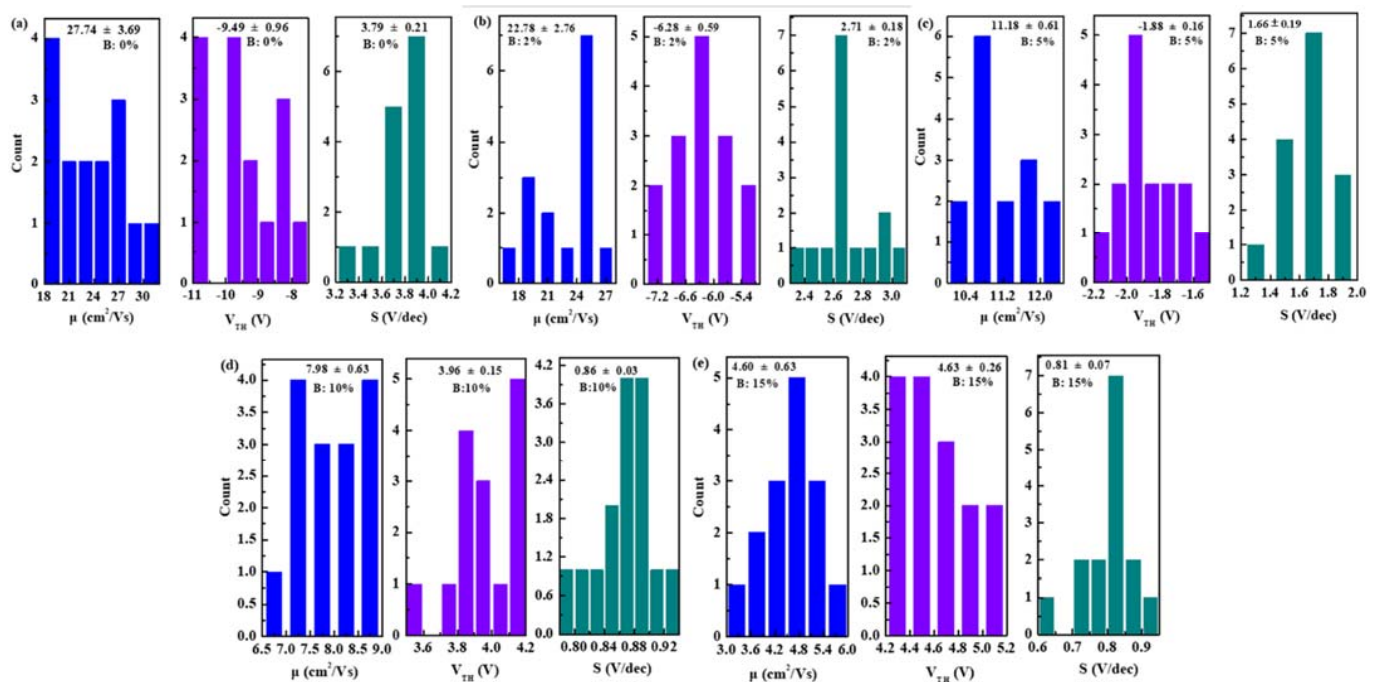 (a)
27.74 ± 3.69
B: 0%
-9.49 ± 0.96
B: 0%
3.79 ± 0.21
B: 0%
Count
4
3
2
1
0
18 21 24 27 30
μ (cm²/Vs)
4
3
2
1
0
-11 -10 -9 -8
V_TH (V)
7
5
4
2
1
3.2 3.4 3.6 3.8 4.0 4.2
S (V/dec)
(b)
22.78 ± 2.76
B: 2%
-6.28 ± 0.59
B: 2%
2.71 ± 0.18
B: 2%
Count
7
6
4
3
1
0
18 21 24 27
μ (cm²/Vs)
5
4
3
2
1
0
-7.2 -6.6 -6.0 -5.4
V_TH (V)
7
6
5
4
3
2
1
0
2.4 2.6 2.8 3.0
S (V/dec)
(c)
11.18 ± 0.61
B: 5%
-1.88 ± 0.16
B: 5%
1.66 ± 0.19
B: 5%
Count
6
5
4
3
2
1
0
10.4 11.2 12.0
μ (cm²/Vs)
5
4
2
1
0
-2.2 -2.0 -1.8 -1.6
V_TH (V)
7
6
5
4
3
2
1
0
1.2 1.4 1.6 1.8 2.0
S (V/dec)
(d)
7.98 ± 0.63
B: 10%
3.96 ± 0.15
B:10%
0.86 ± 0.03
B:10%
Count
4.0
3.5
3.0
2.5
2.0
1.5
1.0
0.5
0.0
6.5 7.0 7.5 8.0 8.5 9.0
μ (cm²/Vs)
5
4
3
1
0
3.6 3.8 4.0 4.2
V_TH (V)
4.2
3.6
3.0
2.4
1.8
1.2
0.6
0.0
0.80 0.84 0.88 0.92
S (V/dec)
(e)
4.60 ± 0.63
B: 15%
4.63 ± 0.26
B: 15%
0.81 ± 0.07
B: 15%
Count
5
4
3
2
1
0
3.0 3.6 4.2 4.8 5.4 6.0
μ (cm²/Vs)
4.0
3.5
3.0
2.5
2.0
1.5
1.0
0.5
0.0
4.2 4.4 4.6 4.8 5.0 5.2
V_TH (V)
7
6
5
4
3
2
1
0
0.6 0.7 0.8 0.9
S (V/dec)